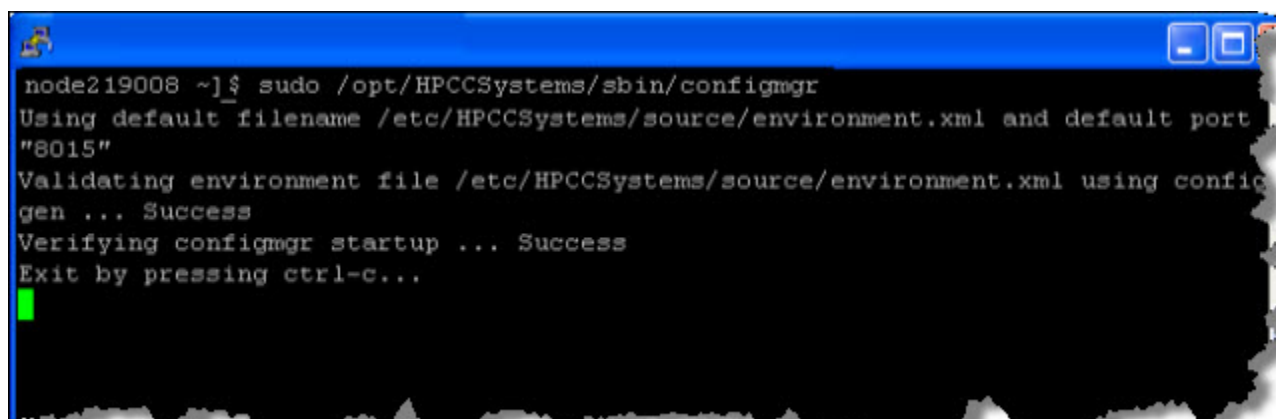 node219008 ~]$ sudo /opt/HPCCSystems/sbin/configmgr
Using default filename /etc/HPCCSystems/source/environment.xml and default port
"8015"
Validating environment file /etc/HPCCSystems/source/environment.xml using config
gen ... Success
Verifying configmgr startup ... Success
Exit by pressing ctrl-c...